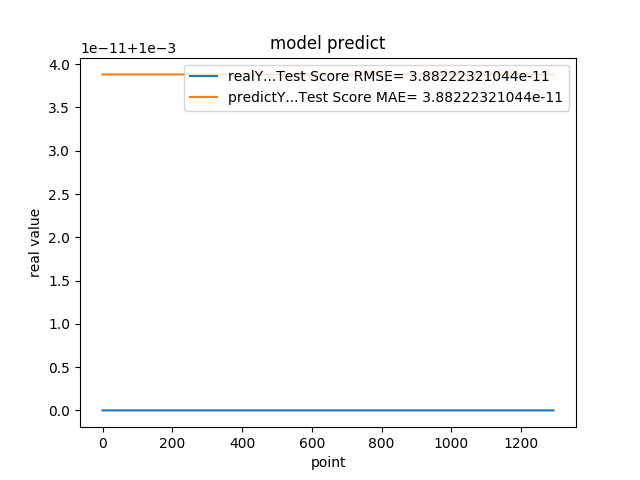 model predict
1e−11+1e−3
realY...Test Score RMSE= 3.88222321044e-11
predictY...Test Score MAE= 3.88222321044e-11
4.0
3.5
3.0
2.5
2.0
1.5
1.0
0.5
0.0
real value
0 200 400 600 800 1000 1200
point